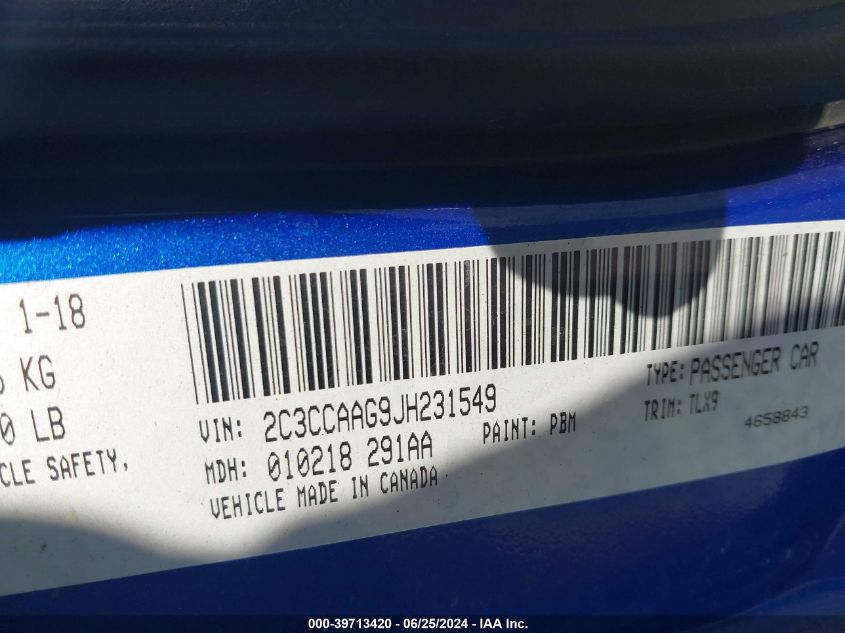 1-18
KG
0 LB
CLE SAFETY.
VIN: 2C3CCAAG9JH231549
MDH: 010218 291AA PAINT: PBM
VEHICLE MADE IN CANADA
TYPE: PASSENGER CAR
TRIM: TLX9
4658843
000-39713420 - 06/25/2024 - IAA Inc.